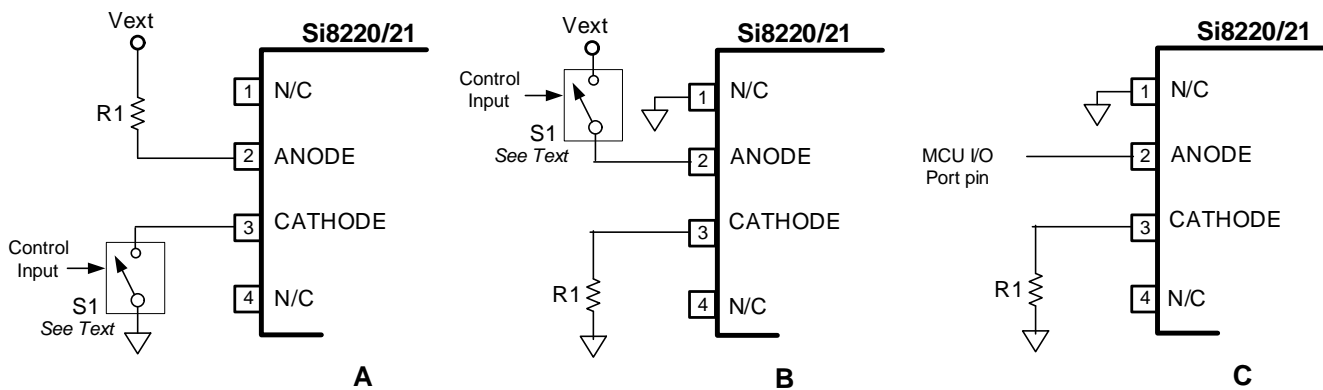 Vext
Si8220/21
1
N/C
R1
2
ANODE
3
CATHODE
Control
Input
S1
See Text
4
N/C
A
Vext
Si8220/21
Control
Input
1
N/C
S1
See Text
2
ANODE
3
CATHODE
R1
4
N/C
B
Si8220/21
1
N/C
MCU I/O
Port pin
2
ANODE
3
CATHODE
R1
4
N/C
C